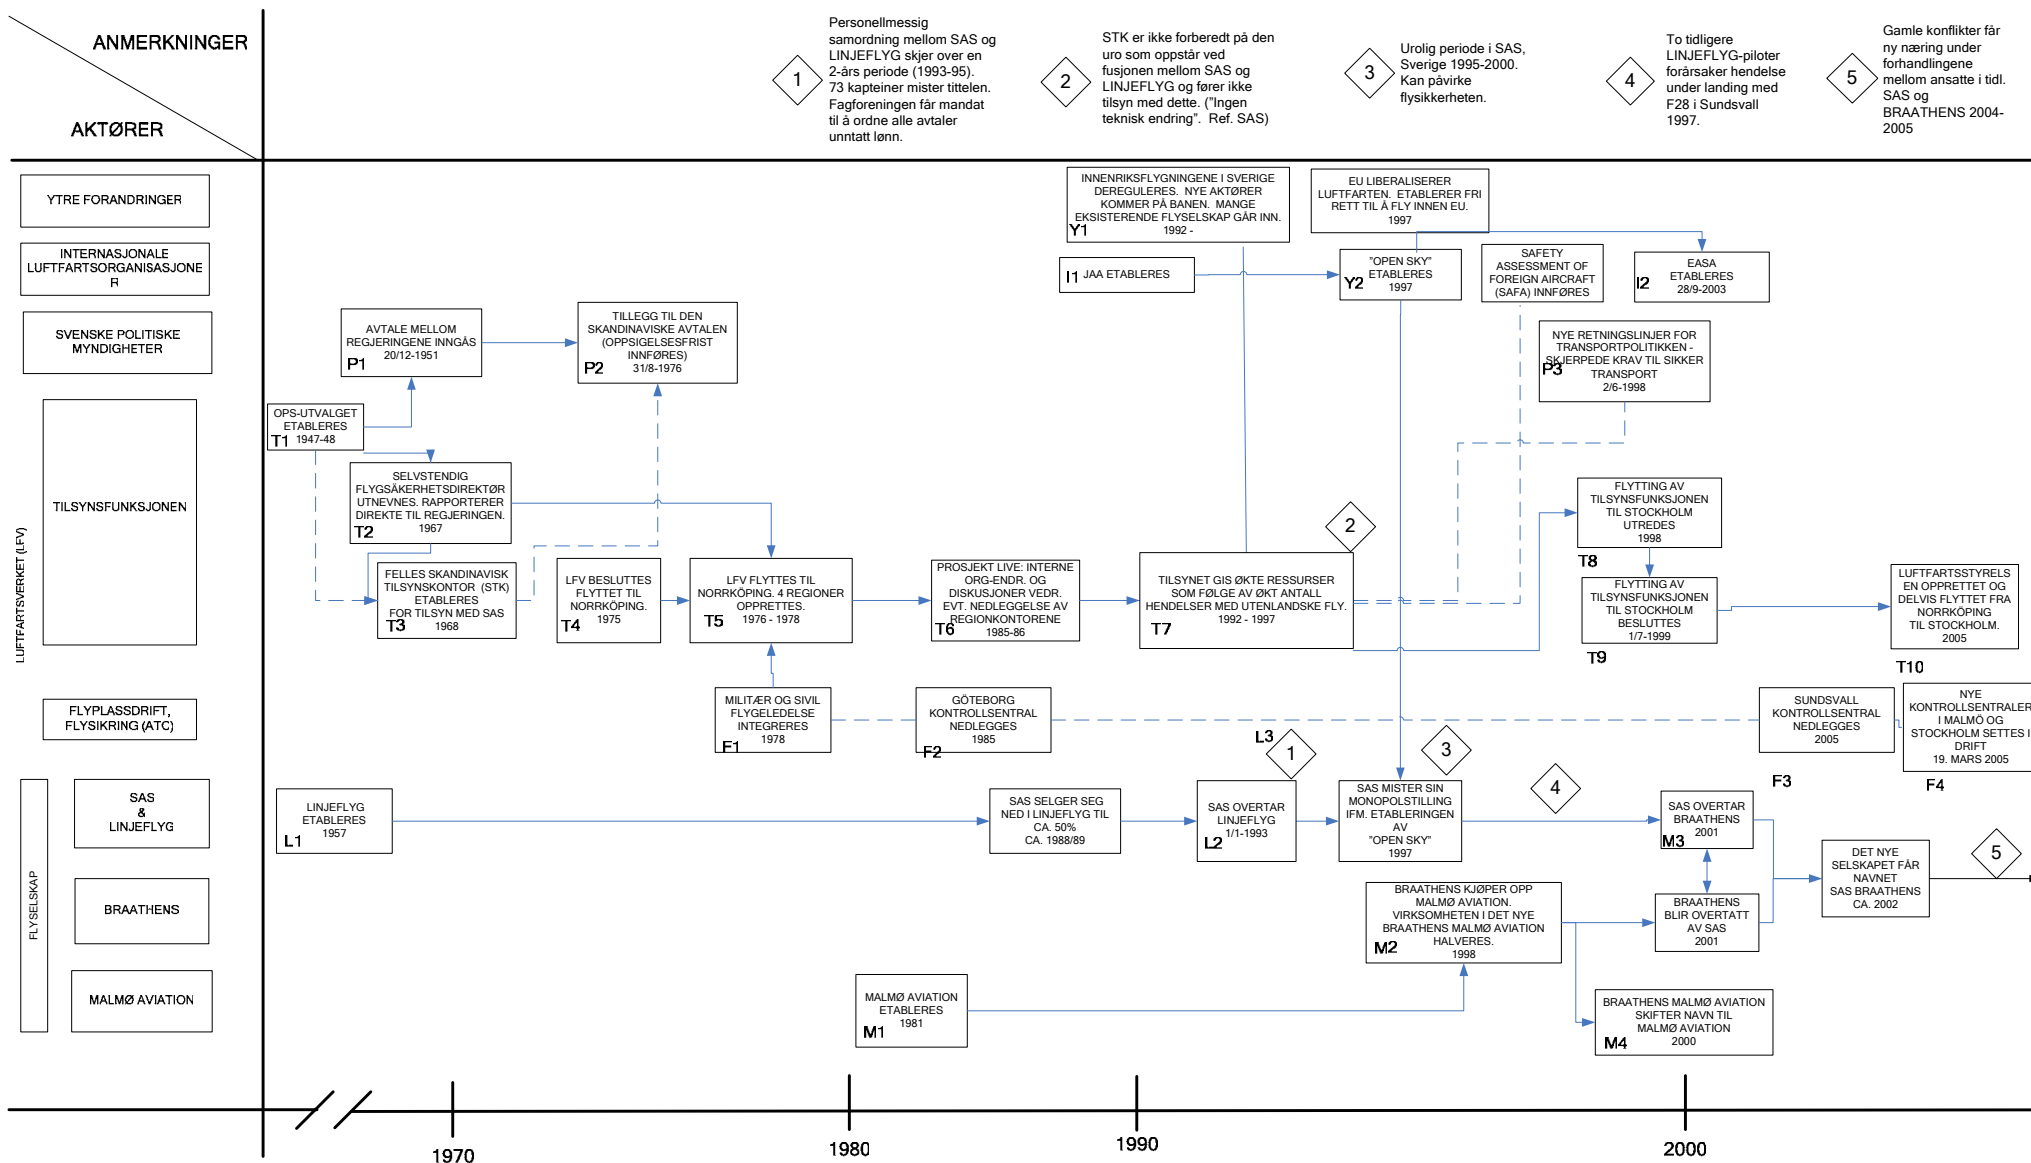 ANMERKNINGER
AKTØRER
1
Personellmessig
samordning mellom SAS og
LINJEFLYG skjer over en
2-års periode (1993-95).
73 kapteiner mister tittelen.
Fagforeningen får mandat
til å ordne alle avtaler
unntatt lønn.
2
STK er ikke forberedt på den
uro som oppstår ved
fusjonen mellom SAS og
LINJEFLYG og fører ikke
tilsyn med dette. ("Ingen
teknisk endring". Ref. SAS)
3
Urolig periode i SAS,
Sverige 1995-2000.
Kan påvirke
flysikkerheten.
4
To tidligere
LINJEFLYG-piloter
forårsaker hendelse
under landing med
F28 i Sundsvall
1997.
5
Gamle konflikter får
ny næring under
forhandlingene
mellom ansatte i tidl.
SAS og
BRAATHENS 2004-
2005
YTRE FORANDRINGER
INNENRIKSFLYGNINGENE I SVERIGE
DEREGULERES. NYE AKTØRER
KOMMER PÅ BANEN. MANGE
EKSISTERENDE FLYSELSKAP GÅR INN.
1992 -
Y1
EU LIBERALISERER
LUFTFARTEN. ETABLERER FRI
RETT TIL Å FLY INNEN EU.
1997
INTERNASJONALE
LUFTFARTSORGANISASJONE
R
I1 JAA ETABLERES
"OPEN SKY"
ETABLERES
1997
Y2
SAFETY
ASSESMENT OF
FOREIGN AIRCRAFT
(SAFA) INNFØRES
EASA
ETABLERES
28/9-2003
I2
SVENSKE POLITISKE
MYNDIGHETER
AVTALE MELLOM
REGJERINGENE INNGÅS
20/12-1951
P1
TILLEGG TIL DEN
SKANDINAVISKE AVTALEN
(OPPSIGELSESFRIST
INNFØRES)
31/8-1976
P2
NYE RETNINGSLINJER FOR
TRANSPORTPOLITIKKEN -
SKJERPEDE KRAV TIL SIKKER
TRANSPORT
2/6-1998
P3
LUFTFARTSVERKET (LFV)
TILSYNSFUNKSJONEN
OPS-UTVALGET
ETABLERES
1947-48
T1
SELVSTENDIG
FLYGSÄKERHETSDIREKTØR
UTNEVNES. RAPPORTERER
DIREKTE TIL REGJERINGEN.
1967
T2
FELLES SKANDINAVISK
TILSYNSKONTOR (STK)
ETABLERES
FOR TILSYN MED SAS
1968
T3
LFV BESLUTTES
FLYTTET TIL
NORRKÖPING.
1975
T4
LFV FLYTTES TIL
NORRKÖPING. 4 REGIONER
OPPRETTES.
1976 - 1978
T5
PROSJEKT LIVE: INTERNE
ORG-ENDR. OG
DISKUSJONER VEDR.
EVT. NEDLEGGELSE AV
REGIONKONTORENE
1985-86
T6
2
TILSYNET GIS ØKTE RESSURSER
SOM FØLGE AV ØKT ANTALL
HENDELSER MED UTENLANDSKE FLY.
1992 - 1997
T7
FLYTTING AV
TILSYNSFUNKSJONEN
TIL STOCKHOLM
UTREDES
1998
T8
FLYTTING AV
TILSYNSFUNKSJONEN
TIL STOCKHOLM
BESLUTTES
1/7-1999
T9
LUFTFARTSSTYRELS
EN OPPRETTET OG
DELVIS FLYTTET FRA
NORRKÖPING
TIL STOCKHOLM.
2005
T10
FLYPLASSDRIFT,
FLYSIKRING (ATC)
MILITÆR OG SIVIL
FLYGELEDELSE
INTEGRERES
1978
F1
GÖTEBORG
KONTROLLSENTRAL
NEDLEGGES
1985
F2
SUNDSVALL
KONTROLLSENTRAL
NEDLEGGES
2005
F3
NYE
KONTROLLSENTRALER
I MALMÖ OG
STOCKHOLM SETTES I
DRIFT
19. MARS 2005
F4
FLYSELSKAP
SAS
&
LINJEFLYG
LINJEFLYG
ETABLERES
1957
L1
SAS SELGER SEG
NED I LINJEFLYG TIL
CA. 50%
CA. 1988/89
L3
1
SAS OVERTAR
LINJEFLYG
1/1-1993
L2
3
SAS MISTER SIN
MONOPOLSTILLING
IFM. ETABLERINGEN
AV
"OPEN SKY"
1997
4
SAS OVERTAR
BRAATHENS
2001
M3
BRAATHENS
BRAATHENS KJØPER OPP
MALMØ AVIATION.
VIRKSOMHETEN I DET NYE
BRAATHENS MALMØ AVIATION
HALVERES.
1998
M2
BRAATHENS
BLIR OVERTATT
AV SAS
2001
DET NYE
SELSKAPET FÅR
NAVNET
SAS BRAATHENS
CA. 2002
5
MALMØ AVIATION
MALMØ AVIATION
ETABLERES
1981
M1
BRAATHENS MALMØ AVIATION
SKIFTER NAVN TIL
MALMØ AVIATION
2000
M4
1970
1980
1990
2000